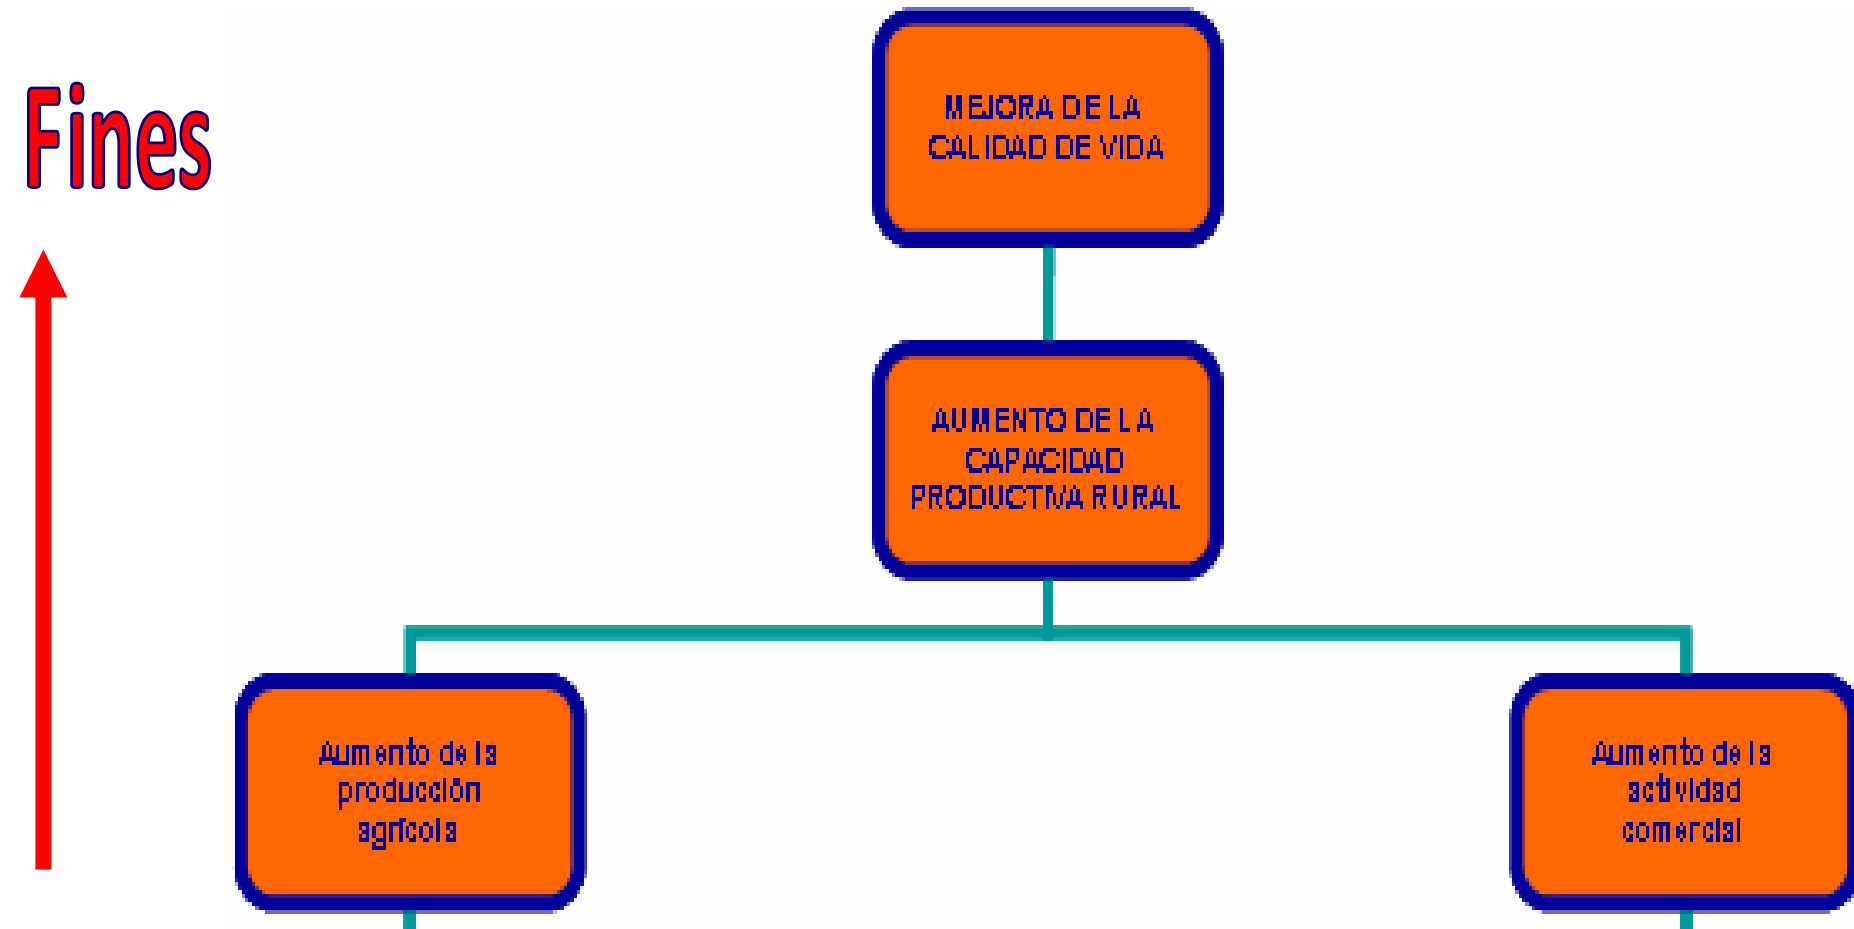 Fines
MEJORA DE LA
CALIDAD DE VIDA
AUMENTO DE LA
CAPACIDAD
PRODUCTIVA RURAL
Aumento de la
producción
agrícola
Aumento de la
actividad
comercial